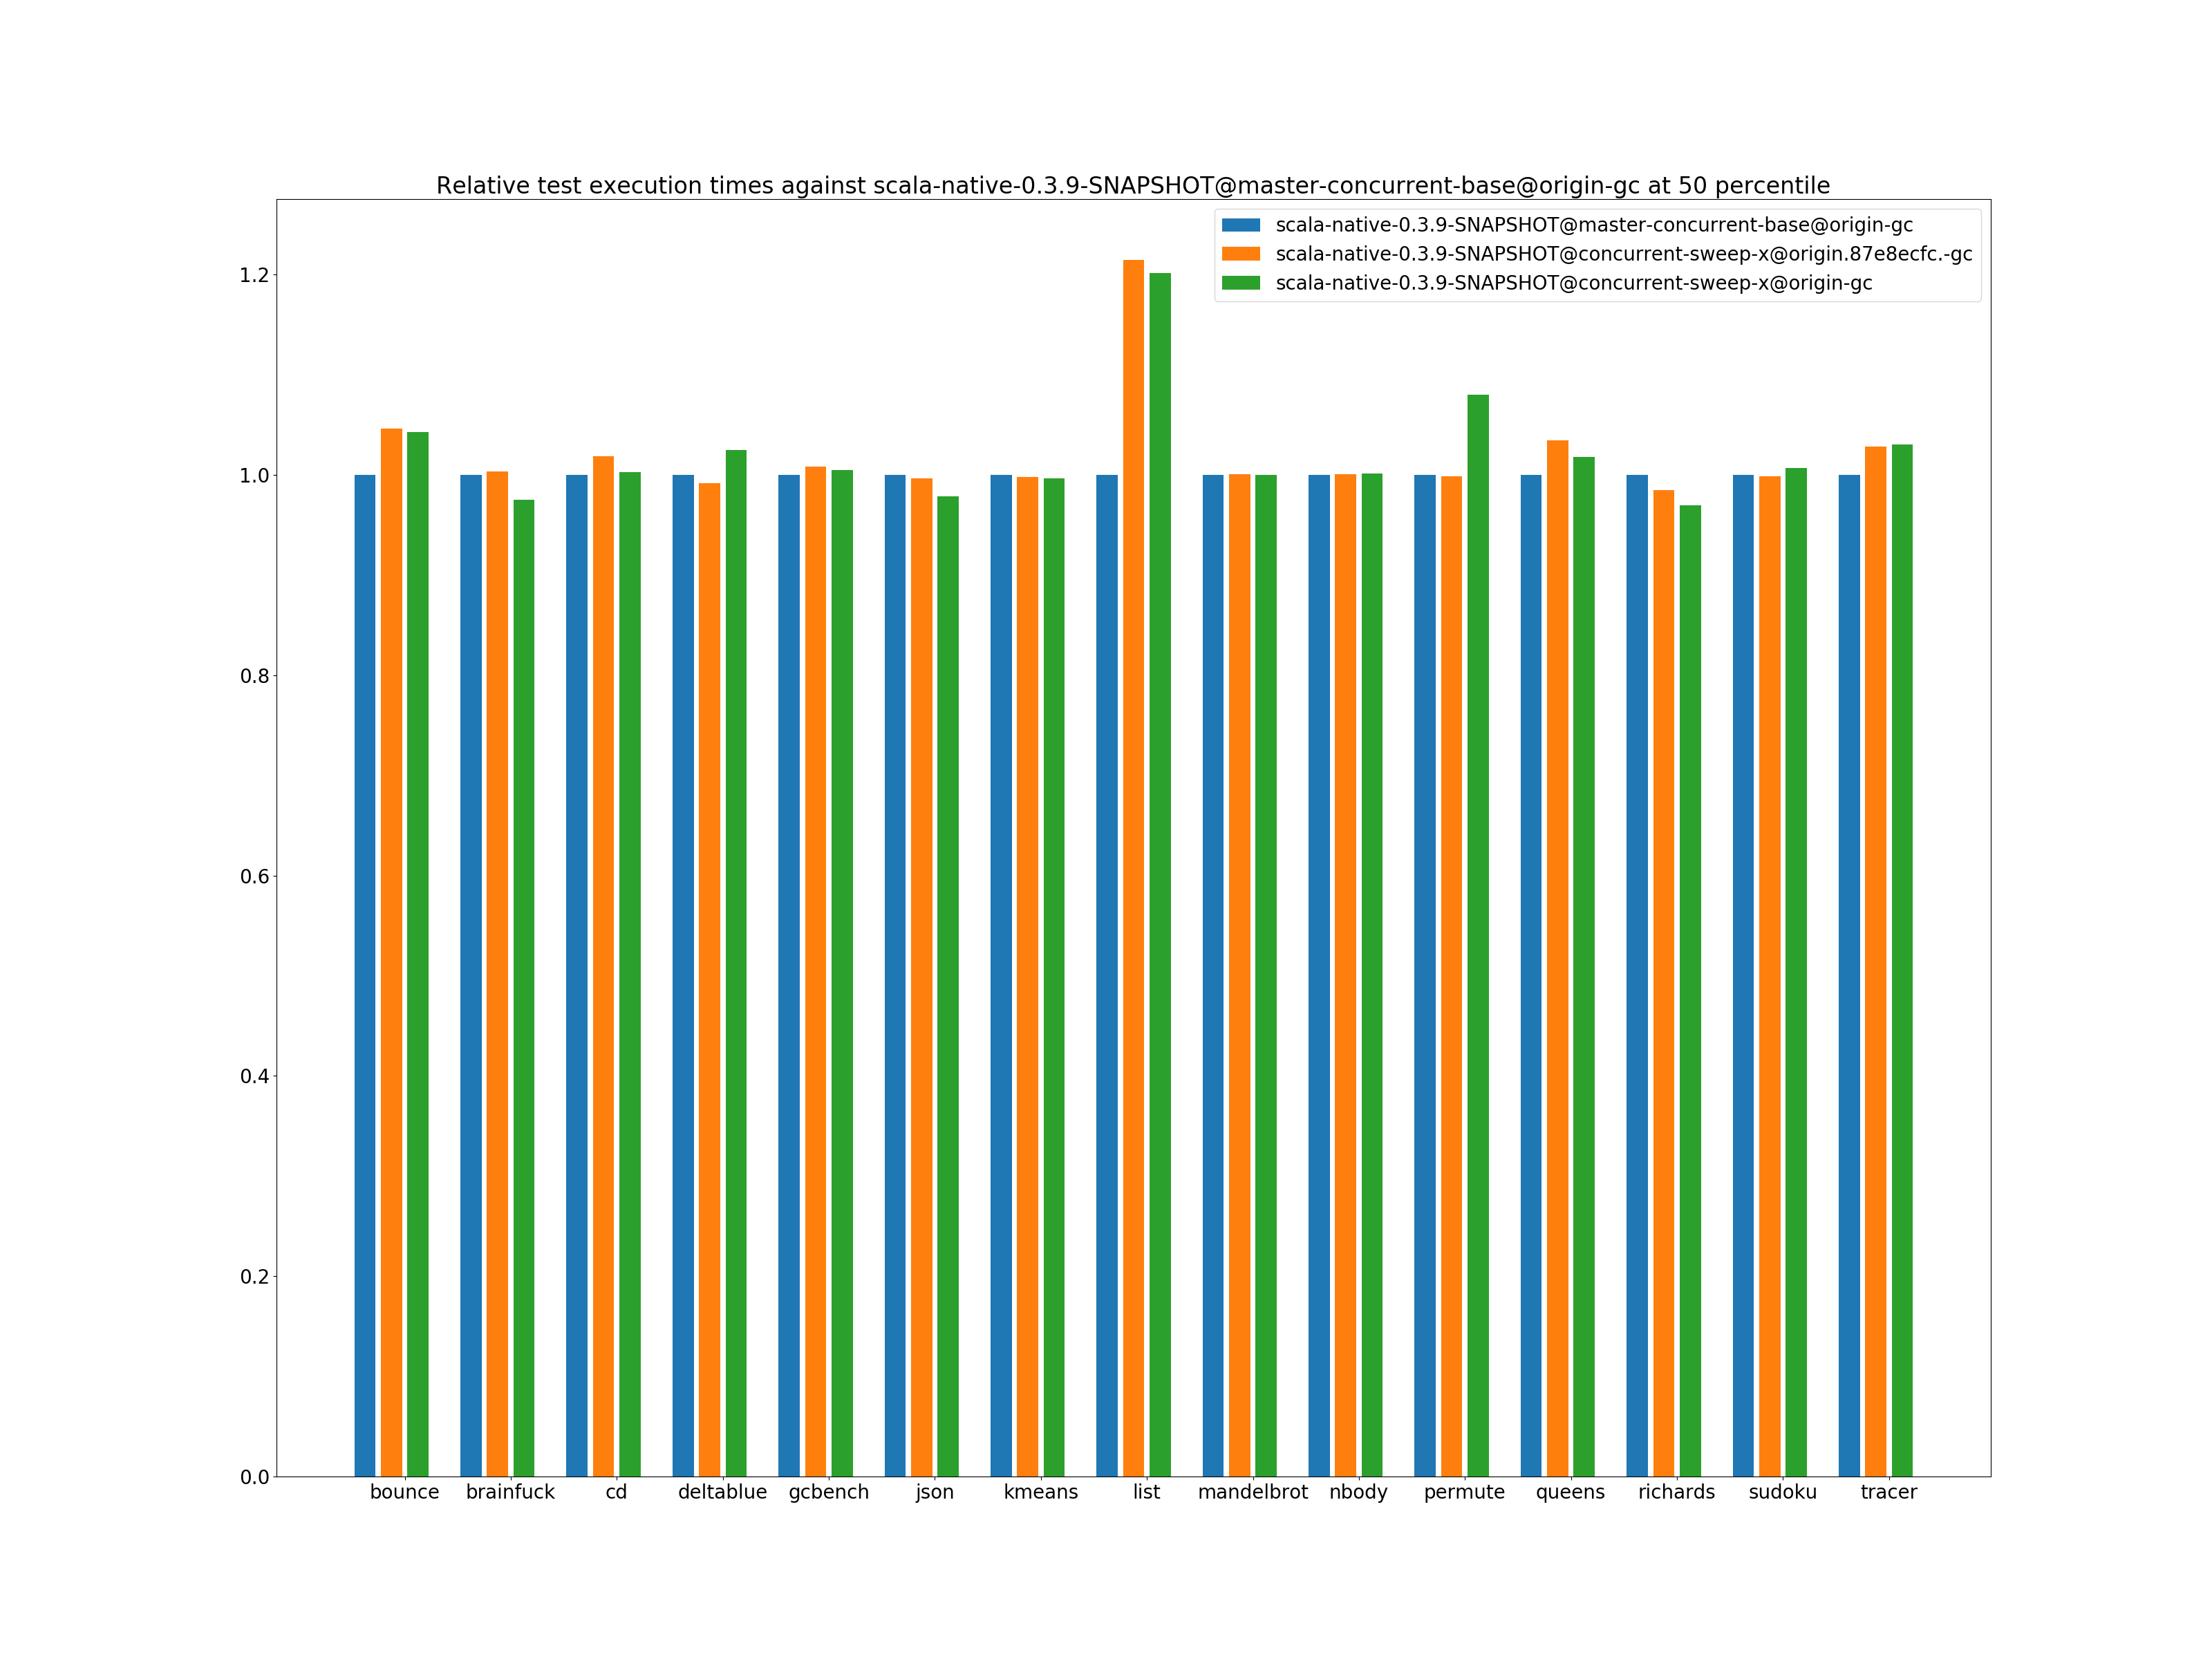 Relative test execution times against scala-native-0.3.9-SNAPSHOT@master-concurrent-base@origin-gc at 50 percentile
scala-native-0.3.9-SNAPSHOT@master-concurrent-base@origin-gc
scala-native-0.3.9-SNAPSHOT@concurrent-sweep-x@origin.87e8ecfc.-gc
scala-native-0.3.9-SNAPSHOT@concurrent-sweep-x@origin-gc
1.2
1.0
0.8
0.6
0.4
0.2
0.0
bounce brainfuck cd deltablue gcbench json kmeans list mandelbrot nbody permute queens richards sudoku tracer